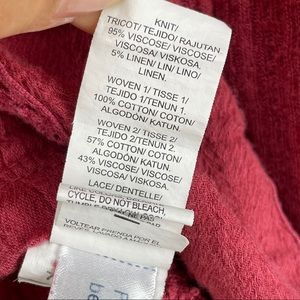 KNIT/
TRICOT/ TEJIDO/ RAJUTAN.
95% VISCOSE/ VISCOSE/
VISCOSA/ VISKOSA.
5% LINEN/ LIN/ LINO/
LINEN.
WOVEN 1/ TISSE 1/
TEJIDO 1/TENUN 1.
100% COTTON/ COTON/
ALGODÓN/ KATUN.
WOVEN 2/ TISSE 2/
TEJIDO 2/TENUN 2.
57% COTTON/ COTON/
ALGODÓN/ KATUN.
43% VISCOSE/ VISCOSE/
VISCOSA/ VISKOSA.
LACE/ DENTELLE/
CYCLE, DO NOT BLEACH,
VOLTEAR PRENDA POR EL